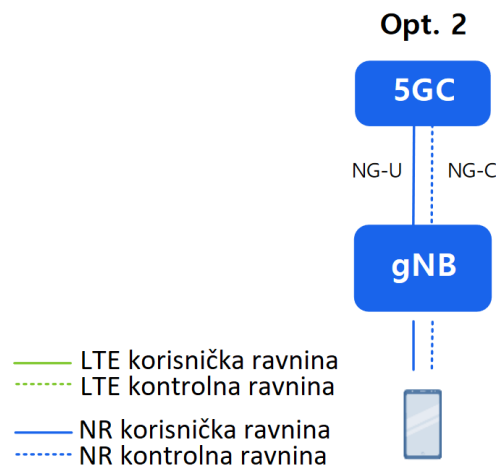 Opt. 2
5GC
NG-U NG-C
gNB
LTE korisnička ravnina
LTE kontrolna ravnina
NR korisnička ravnina
NR kontrolna ravnina